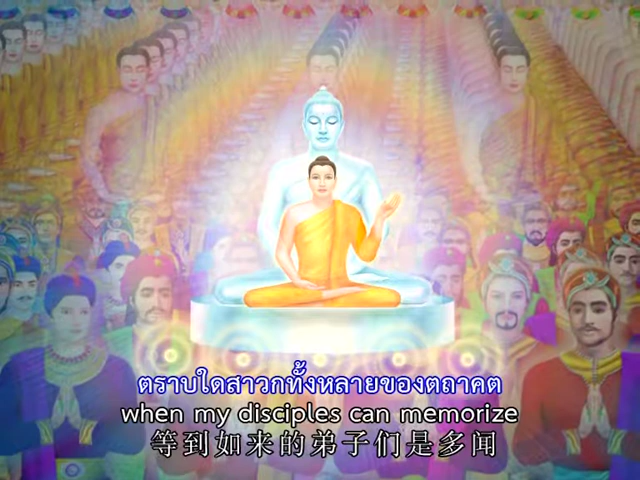 ตราบใดสาวกทั้งหลายของตถาคต
when my disciples can memorize
等到如来的弟子们是多闻